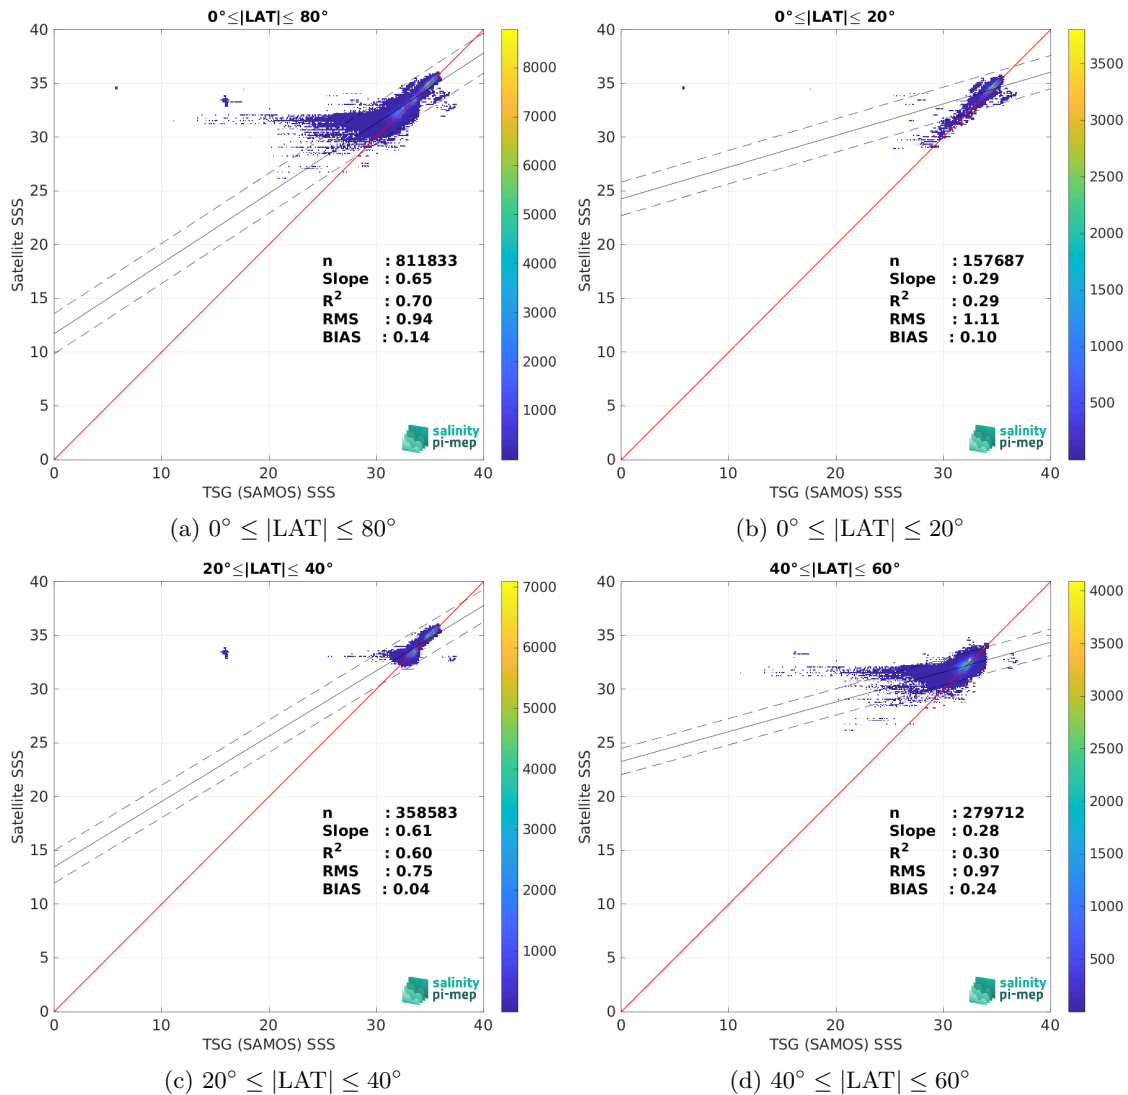 0°≤|LAT|≤ 80°
40
35
30
25
20
15
10
5
0
Satellite SSS
0
10
20
30
40
TSG (SAMOS) SSS
n : 811833
Slope : 0.65
R² : 0.70
RMS : 0.94
BIAS : 0.14
salinity
pi-mep
8000
7000
6000
5000
4000
3000
2000
1000
(a) 0° ≤ |LAT| ≤ 80°
0°≤|LAT|≤ 20°
40
35
30
25
20
15
10
5
0
Satellite SSS
0
10
20
30
40
TSG (SAMOS) SSS
n : 157687
Slope : 0.29
R² : 0.29
RMS : 1.11
BIAS : 0.10
salinity
pi-mep
3500
3000
2500
2000
1500
1000
500
(b) 0° ≤ |LAT| ≤ 20°
20°≤|LAT|≤ 40°
40
35
30
25
20
15
10
5
0
Satellite SSS
0
10
20
30
40
TSG (SAMOS) SSS
n : 358583
Slope : 0.61
R² : 0.60
RMS : 0.75
BIAS : 0.04
salinity
pi-mep
7000
6000
5000
4000
3000
2000
1000
(c) 20° ≤ |LAT| ≤ 40°
40°≤|LAT|≤ 60°
40
35
30
25
20
15
10
5
0
Satellite SSS
0
10
20
30
40
TSG (SAMOS) SSS
n : 279712
Slope : 0.28
R² : 0.30
RMS : 0.97
BIAS : 0.24
salinity
pi-mep
4000
3500
3000
2500
2000
1500
1000
500
(d) 40° ≤ |LAT| ≤ 60°